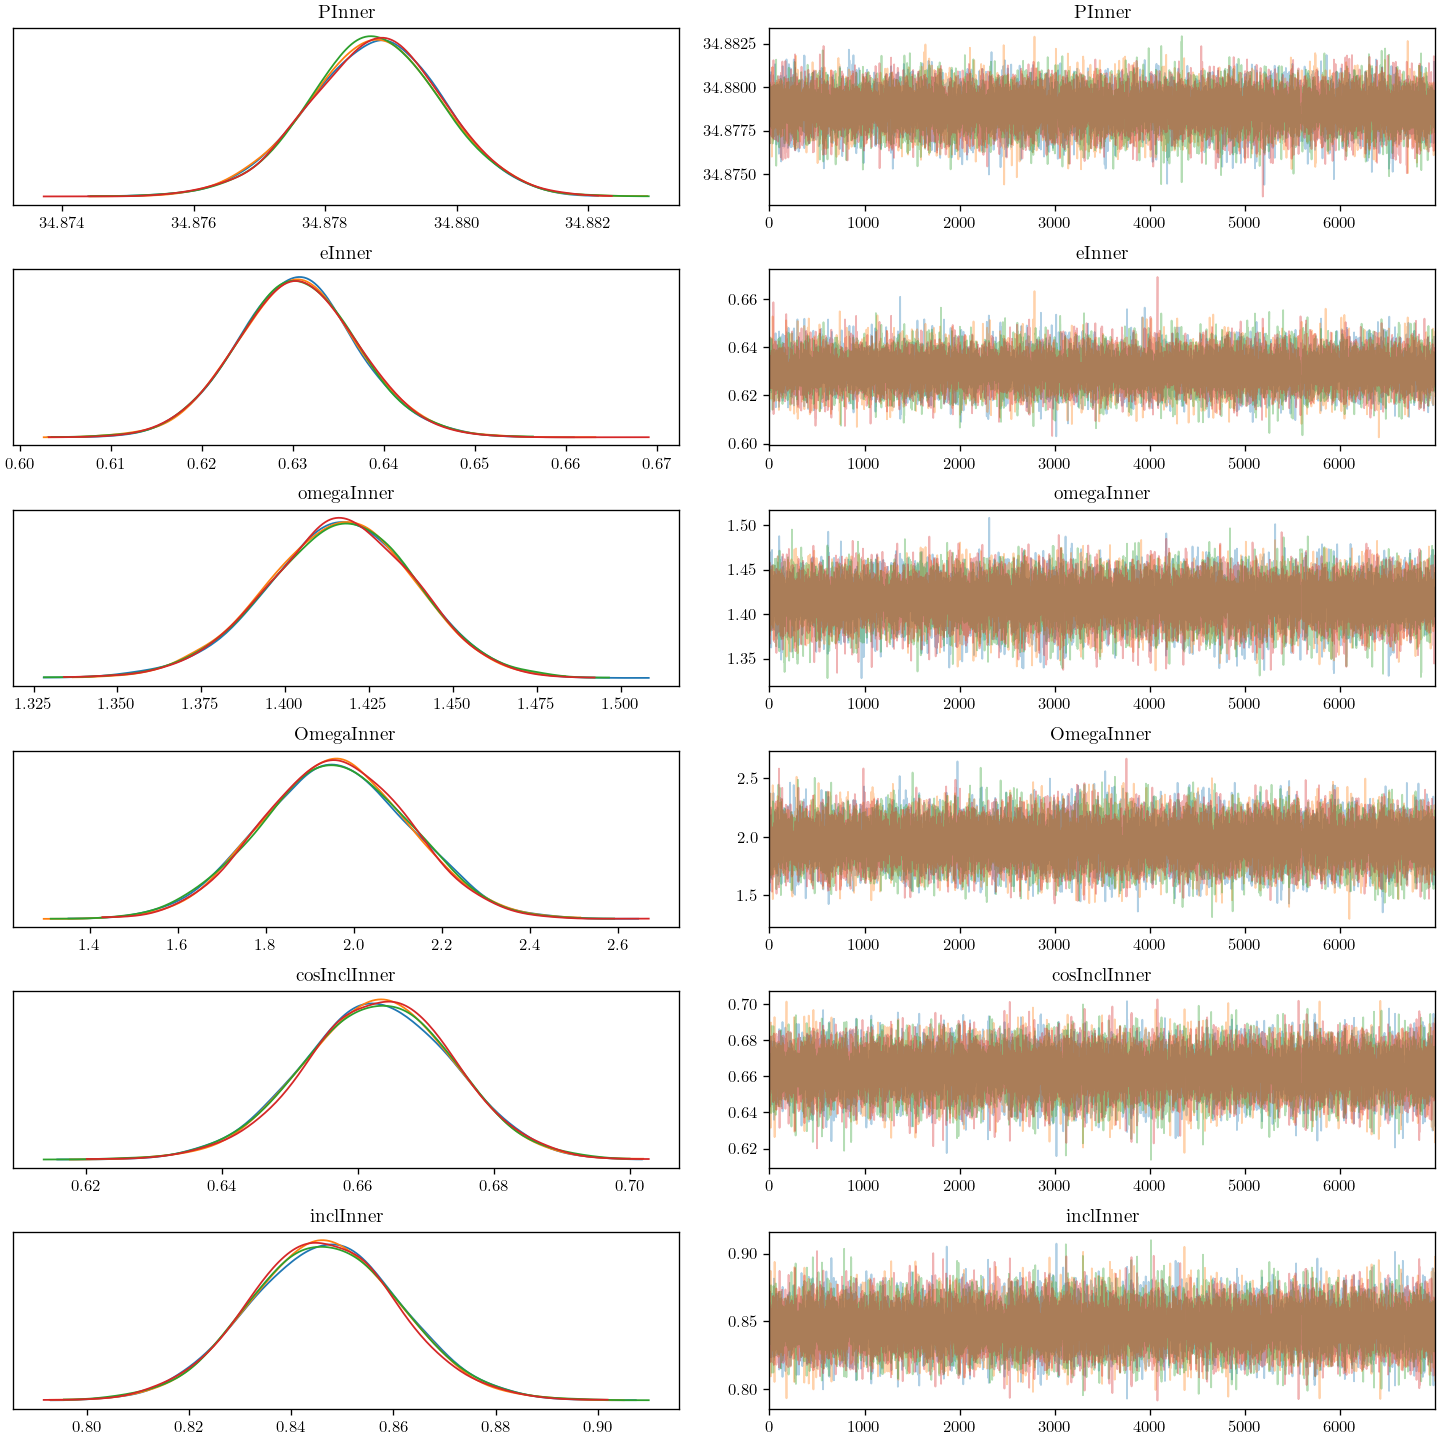 PInner PInner
34.874 34.876 34.878 34.880 34.882
34.8825
34.8800
34.8775
34.8750
0 1000 2000 3000 4000 5000 6000
eInner eInner
0.60 0.61 0.62 0.63 0.64 0.65 0.66 0.67
0.66
0.64
0.62
0.60
0 1000 2000 3000 4000 5000 6000
omegaInner omegaInner
1.325 1.350 1.375 1.400 1.425 1.450 1.475 1.500
1.50
1.45
1.40
1.35
0 1000 2000 3000 4000 5000 6000
OmegaInner OmegaInner
1.4 1.6 1.8 2.0 2.2 2.4 2.6
2.5
2.0
1.5
0 1000 2000 3000 4000 5000 6000
cosInclInner cosInclInner
0.62 0.64 0.66 0.68 0.70
0.70
0.68
0.66
0.64
0.62
0 1000 2000 3000 4000 5000 6000
inclInner inclInner
0.80 0.82 0.84 0.86 0.88 0.90
0.90
0.85
0.80
0 1000 2000 3000 4000 5000 6000